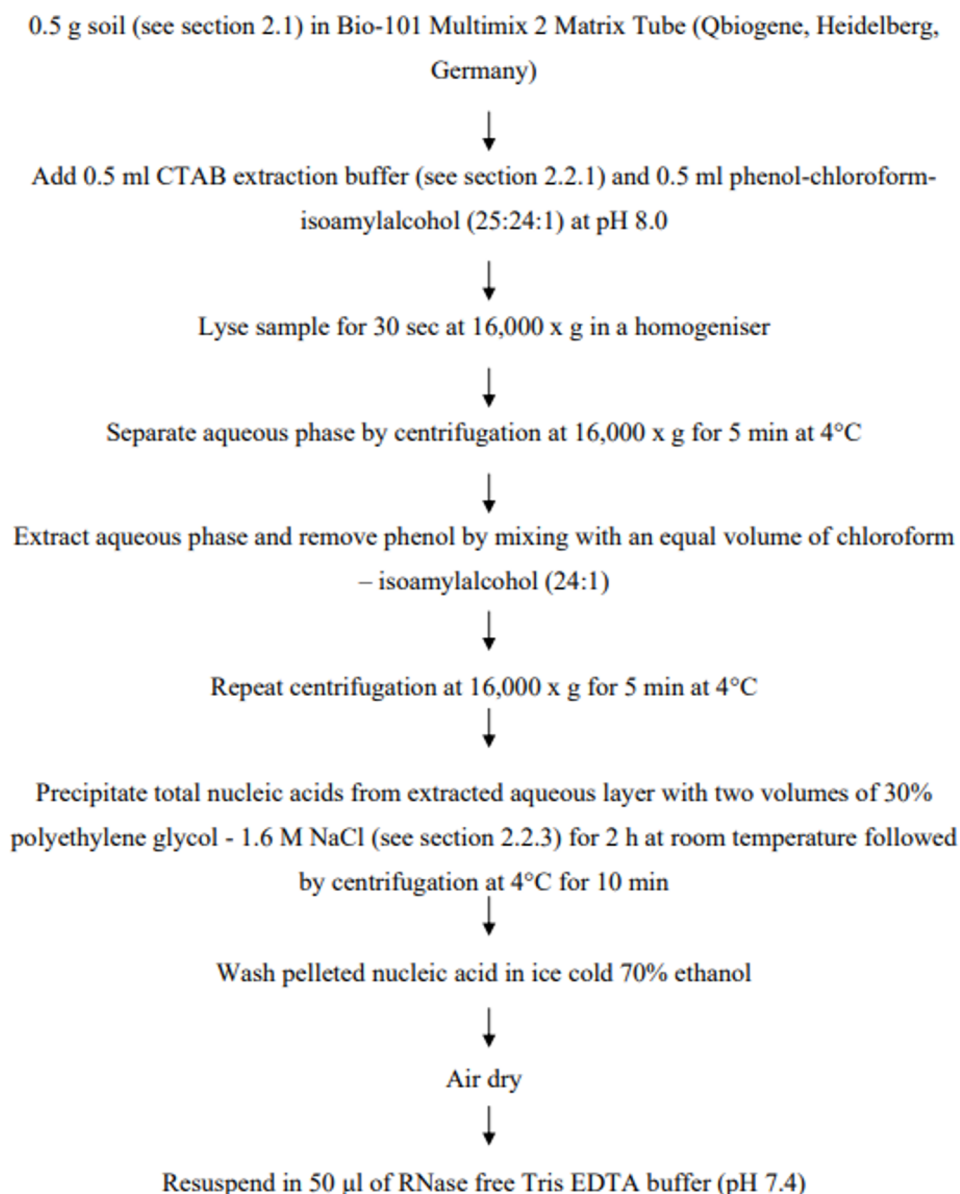 0.5 g soil (see section 2.1) in Bio-101 Multimix 2 Matrix Tube (Qbiogene, Heidelberg,
Germany)
Add 0.5 ml CTAB extraction buffer (see section 2.2.1) and 0.5 ml phenol-chloroform-
isoamylalcohol (25:24:1) at pH 8.0
Lyse sample for 30 sec at 16,000 x g in a homogeniser
Separate aqueous phase by centrifugation at 16,000 x g for 5 min at 4°C
Extract aqueous phase and remove phenol by mixing with an equal volume of chloroform
– isoamylalcohol (24:1)
Repeat centrifugation at 16,000 x g for 5 min at 4°C
Precipitate total nucleic acids from extracted aqueous layer with two volumes of 30%
polyethylene glycol - 1.6 M NaCl (see section 2.2.3) for 2 h at room temperature followed
by centrifugation at 4°C for 10 min
Wash pelleted nucleic acid in ice cold 70% ethanol
Air dry
Resuspend in 50 µl of RNase free Tris EDTA buffer (pH 7.4)